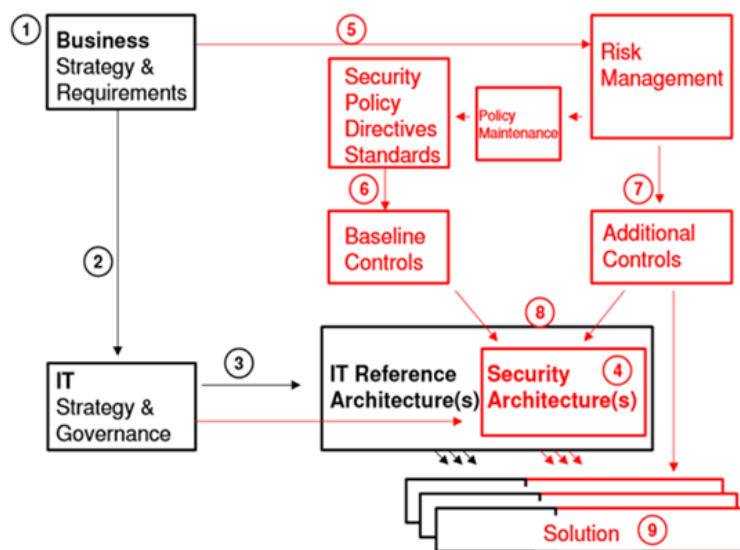 1
Business
Strategy &
Requirements
5
Risk
Management
Security
Policy
Directives
Standards
Policy
Maintenance
6
7
Baseline
Controls
Additional
Controls
2
8
3
IT
Strategy &
Governance
IT Reference
Architecture(s)
Security
Architecture(s)
4
Solution
9